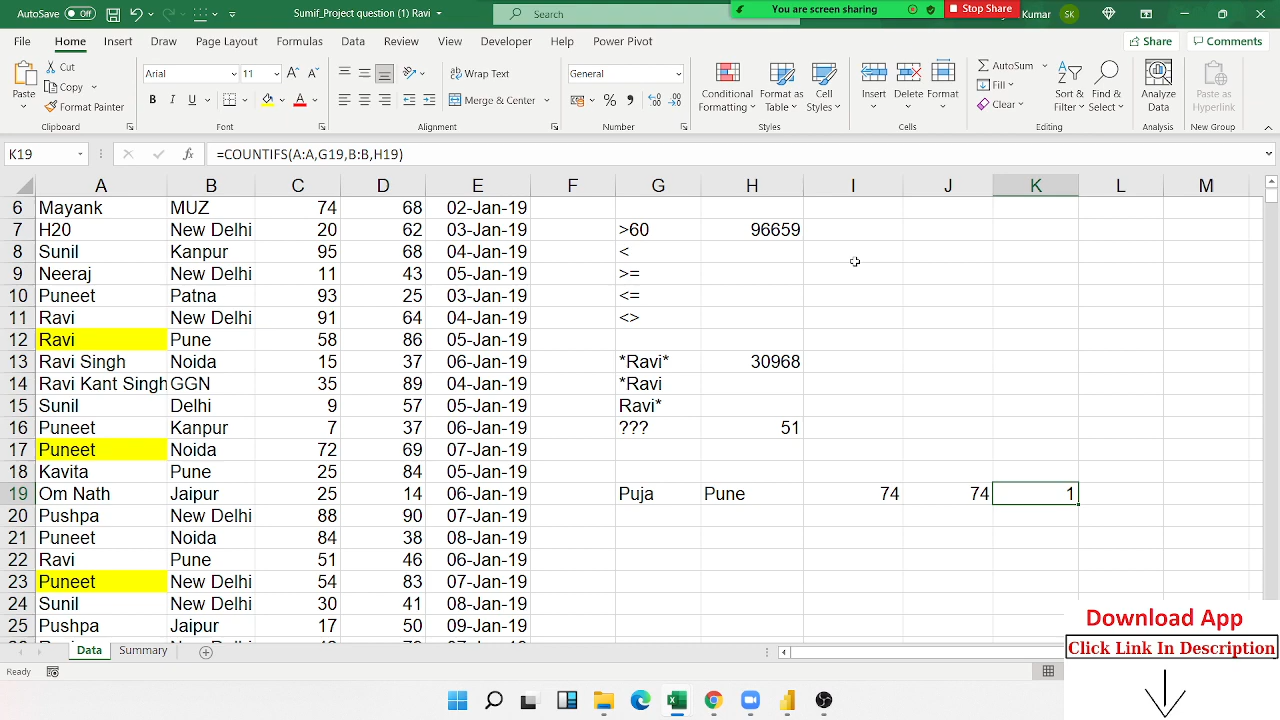 AutoSave Off Sumif_Project question (1) Ravi Search You are screen sharing Stop Share Kumar SK
File Home Insert Draw Page Layout Formulas Data Review View Developer Help Power Pivot Share Comments
Paste Cut Copy Format Painter Clipboard
Arial 11 B I U Font
Wrap Text Merge & Center Alignment
General Number
Conditional Formatting Format as Table Cell Styles Styles
Insert Delete Format Cells
AutoSum Fill Clear Sort & Filter Find & Select Editing
Analyze Data Analysis
Paste as Hyperlink New Group
K19 fx =COUNTIFS(A:A,G19,B:B,H19)
A B C D E F G H I J K L M
6 Mayank MUZ 74 68 02-Jan-19
7 H20 New Delhi 20 62 03-Jan-19 >60 96659
8 Sunil Kanpur 95 68 04-Jan-19 <
9 Neeraj New Delhi 11 43 05-Jan-19 >=
10 Puneet Patna 93 25 03-Jan-19 <=
11 Ravi New Delhi 91 64 04-Jan-19 <>
12 Ravi Pune 58 86 05-Jan-19
13 Ravi Singh Noida 15 37 06-Jan-19 *Ravi* 30968
14 Ravi Kant Singh GGN 35 89 04-Jan-19 *Ravi
15 Sunil Delhi 9 57 05-Jan-19 Ravi*
16 Puneet Kanpur 7 37 06-Jan-19 ??? 51
17 Puneet Noida 72 69 07-Jan-19
18 Kavita Pune 25 84 05-Jan-19
19 Om Nath Jaipur 25 14 06-Jan-19 Puja Pune 74 74 1
20 Pushpa New Delhi 88 90 07-Jan-19
21 Puneet Noida 84 38 08-Jan-19
22 Ravi Pune 51 46 06-Jan-19
23 Puneet New Delhi 54 83 07-Jan-19
24 Sunil New Delhi 30 41 08-Jan-19
25 Pushpa Jaipur 17 50 09-Jan-19
Data Summary
Ready
Download App
Click Link In Description